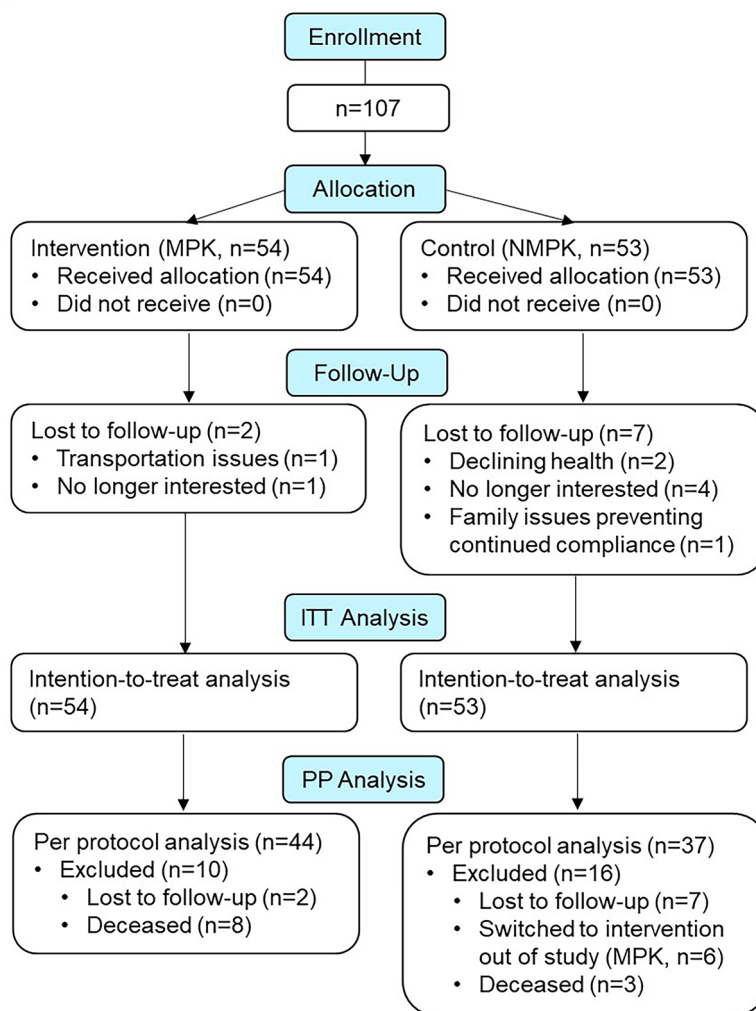 Enrollment
n=107
Allocation
Intervention (MPK, n=54)
• Received allocation (n=54)
• Did not receive (n=0)
Control (NMPK, n=53)
• Received allocation (n=53)
• Did not receive (n=0)
Follow-Up
Lost to follow-up (n=2)
• Transportation issues (n=1)
• No longer interested (n=1)
Lost to follow-up (n=7)
• Declining health (n=2)
• No longer interested (n=4)
• Family issues preventing
continued compliance (n=1)
ITT Analysis
Intention-to-treat analysis
(n=54)
Intention-to-treat analysis
(n=53)
PP Analysis
Per protocol analysis (n=44)
• Excluded (n=10)
• Lost to follow-up (n=2)
• Deceased (n=8)
Per protocol analysis (n=37)
• Excluded (n=16)
• Lost to follow-up (n=7)
• Switched to intervention
out of study (MPK, n=6)
• Deceased (n=3)